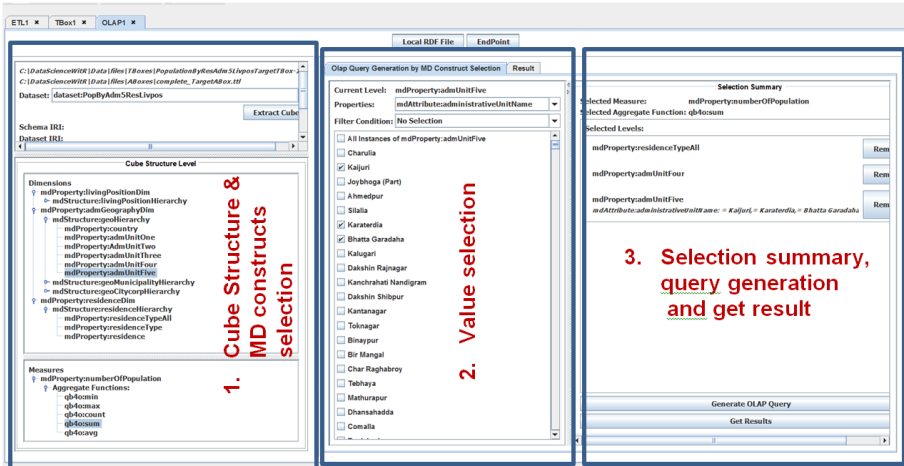 ETL1 × TBox1 × OLAP1 ×
Local RDF File EndPoint
C:\DataScienceWitR\Data\files\TBoxes\PopulationByResAdm5LivposTargetTBox-
C:\DataScienceWitR\Data\files\ABoxes\complete_TargetABox.ttl
Dataset: dataset:PopByAdm5ResLivpos
Extract Cube
Schema IRI:
Dataset IRI:
Cube Structure Level
Dimensions
mdProperty:livingPositionDim
mdStructure:livingPositionHierarchy
mdProperty:admGeographyDim
mdStructure:geoHierarchy
mdProperty:country
mdProperty:AdmUnitOne
mdProperty:AdmUnitTwo
mdProperty:admUnitThree
mdProperty:admUnitFour
mdProperty:admUnitFive
mdStructure:geoMunicipalityHierarchy
mdStructure:geoCitycorpHierarchy
mdProperty:residenceDim
mdStructure:residenceHierarchy
mdProperty:residenceTypeAll
mdProperty:residenceType
mdProperty:residence
Measures
mdProperty:numberOfPopulation
Aggregate Functions:
qb4o:min
qb4o:max
qb4o:count
qb4o:sum
qb4o:avg
1. Cube Structure &
MD constructs
selection
Olap Query Generation by MD Construct Selection Result
Current Level: mdProperty:admUnitFive
Properties: mdAttribute:administrativeUnitName
Filter Condition: No Selection
All Instances of mdProperty:admUnitFive
Charulia
Kaijuri
Joybhoga (Part)
Ahmedpur
Silalia
Karaterdia
Bhatta Garadaha
Kalugari
Dakshin Rajnagar
Kanchrahati Nandigram
Dakshin Shibpur
Kantanagar
Toknagar
Binaypur
Bir Mangal
Char Raghabroy
Tebhaya
Mathurapur
Dhansahadda
Comalla
2. Value selection
Selection Summary
Selected Measure: mdProperty:numberOfPopulation
Selected Aggregate Function: qb4o:sum
Selected Levels:
mdProperty:residenceTypeAll
Rem
mdProperty:admUnitFour
Rem
mdProperty:admUnitFive
mdAttribute:administrativeUnitName: = Kaijuri,= Karaterdia,= Bhatta Garadaha
Rem
3. Selection summary,
query generation
and get result
Generate OLAP Query
Get Results